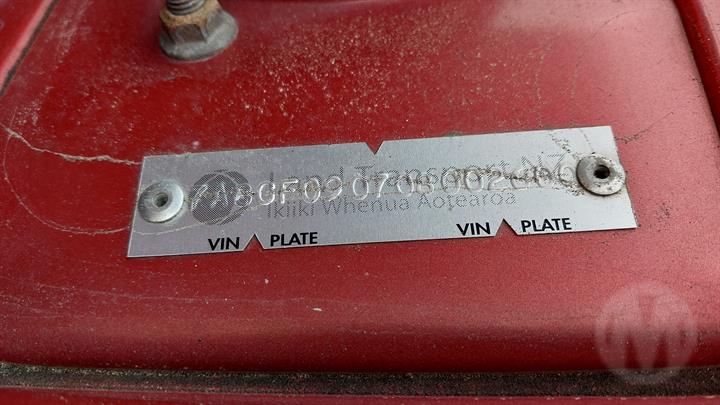 Land Transport NZ
Ikiiki Whenua Aotearoa
VIN PLATE VIN PLATE
M